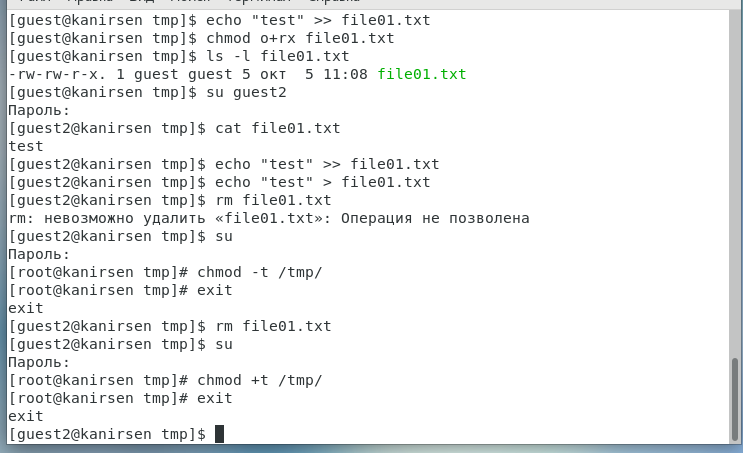 [guest@kanirsen tmp]$ echo "test" >> file01.txt
[guest@kanirsen tmp]$ chmod o+rx file01.txt
[guest@kanirsen tmp]$ ls -l file01.txt
-rw-rw-r-x. 1 guest guest 5 окт  5 11:08 file01.txt
[guest@kanirsen tmp]$ su guest2
Пароль:
[guest2@kanirsen tmp]$ cat file01.txt
test
[guest2@kanirsen tmp]$ echo "test" >> file01.txt
[guest2@kanirsen tmp]$ echo "test" > file01.txt
[guest2@kanirsen tmp]$ rm file01.txt
rm: невозможно удалить «file01.txt»: Операция не позволена
[guest2@kanirsen tmp]$ su
Пароль:
[root@kanirsen tmp]# chmod -t /tmp/
[root@kanirsen tmp]# exit
exit
[guest2@kanirsen tmp]$ rm file01.txt
[guest2@kanirsen tmp]$ su
Пароль:
[root@kanirsen tmp]# chmod +t /tmp/
[root@kanirsen tmp]# exit
exit
[guest2@kanirsen tmp]$